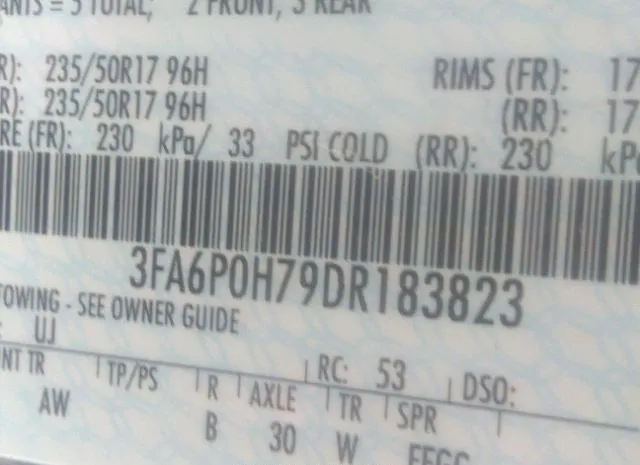 ANTS = 5 TOTAL; 2 FRONT, 3 REAR
R): 235/50R17 96H RIMS (FR): 17
R): 235/50R17 96H (RR): 17
RE (FR): 230 kPa/ 33 PSI COLD (RR): 230 kPa
3FA6P0H79DR183823
TOWING - SEE OWNER GUIDE
: UJ RC: 53 DSO:
NT TR TP/PS R AXLE TR SPR
AW B 30 W EEGC